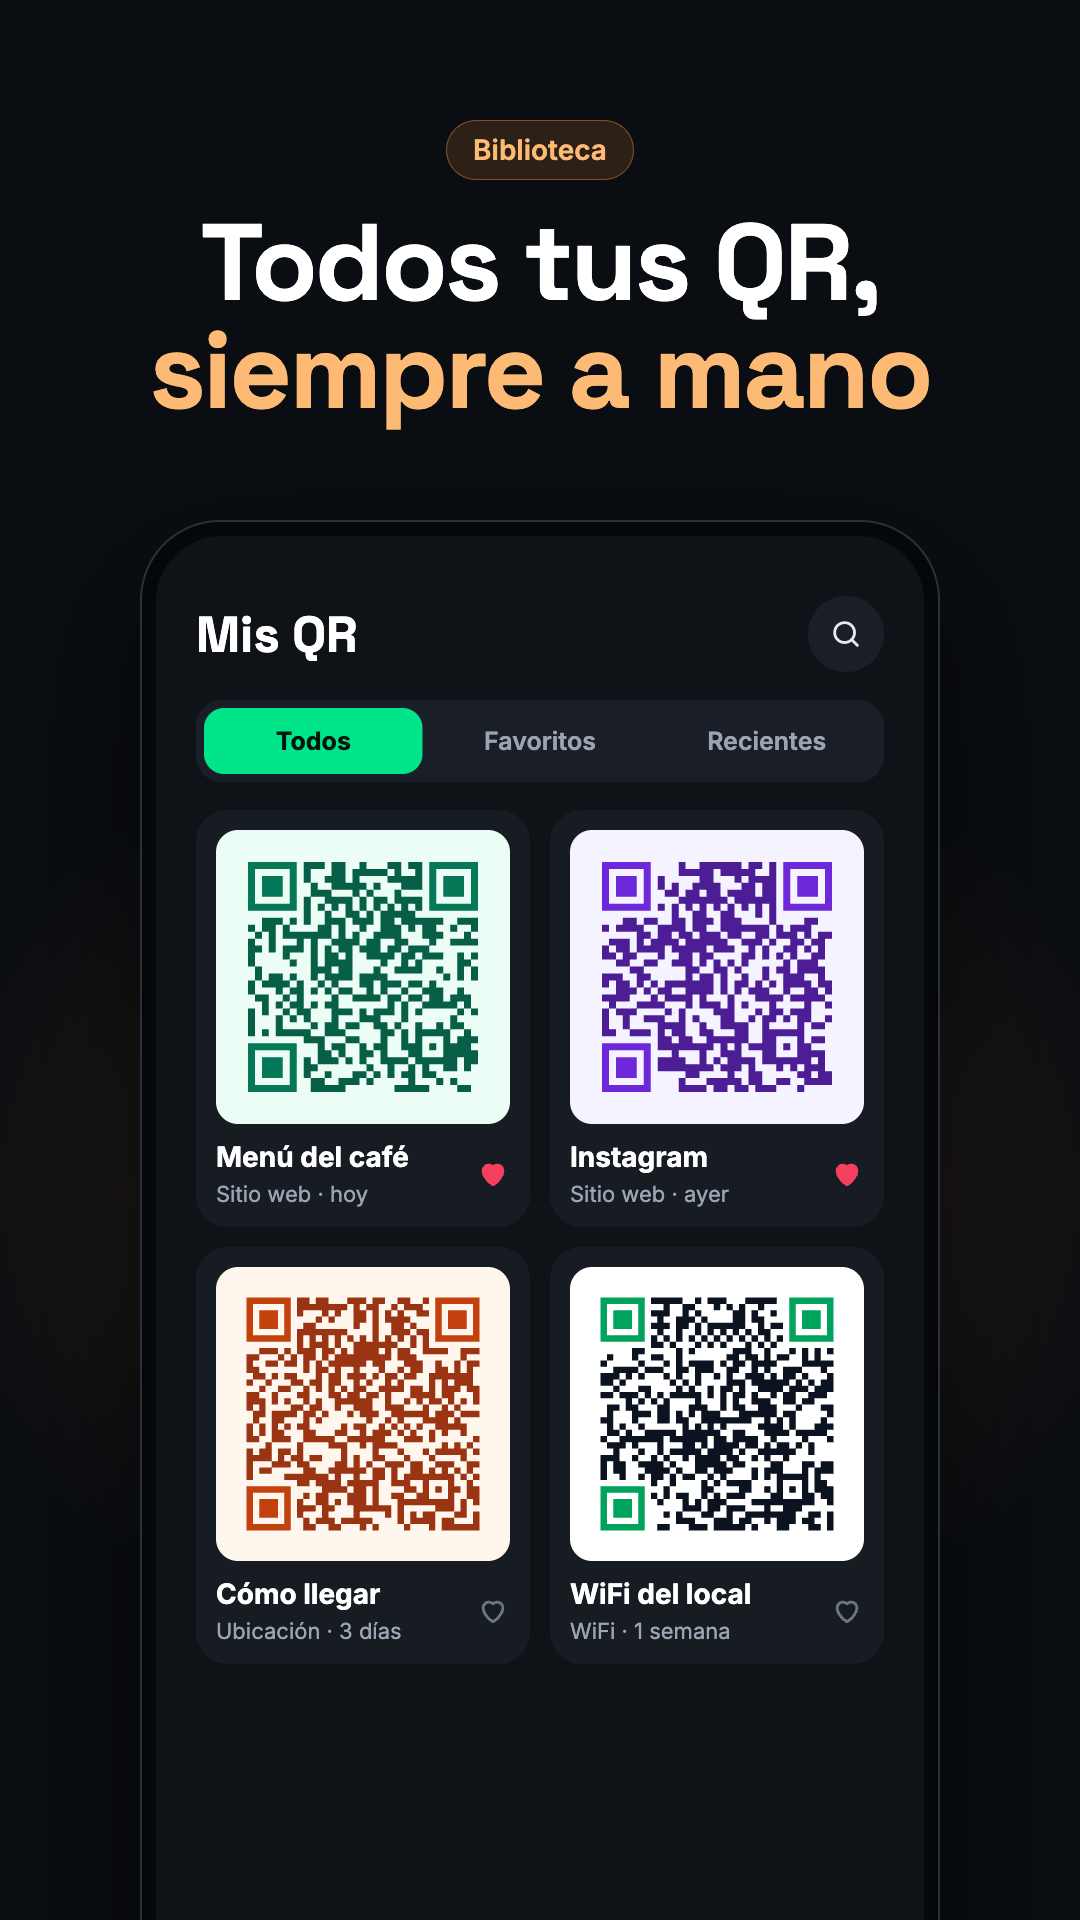 Biblioteca
Todos tus QR,
siempre a mano
Mis QR
Todos
Favoritos
Recientes
Menú del café
Sitio web · hoy
Instagram
Sitio web · ayer
Cómo llegar
Ubicación · 3 días
WiFi del local
WiFi · 1 semana